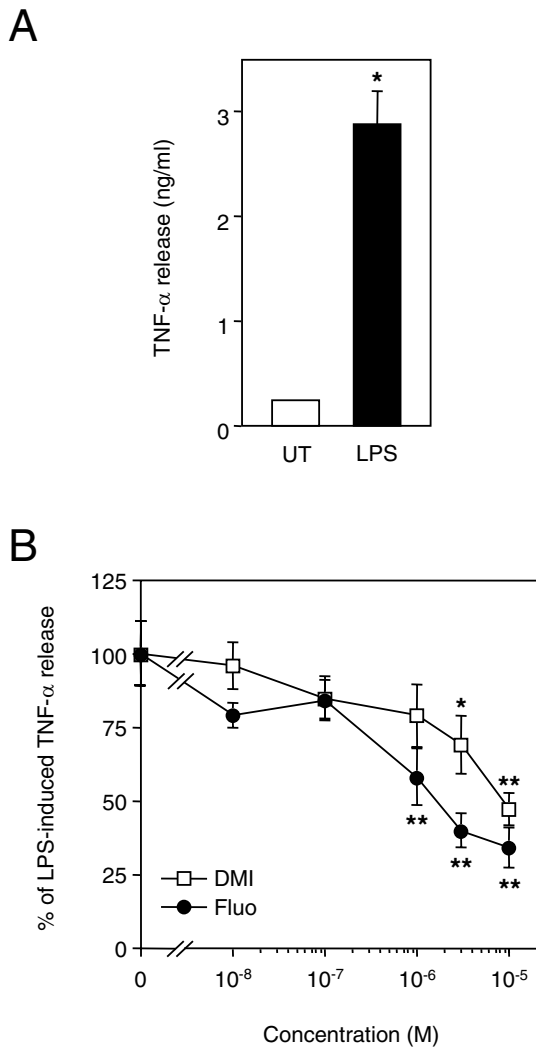 A
TNF-α release (ng/ml)
3
2
1
0
*
UT LPS
B
% of LPS-induced TNF-α release
125
100
75
50
25
0
*
**
**
**
**
DMI
Fluo
0 10⁻⁸ 10⁻⁷ 10⁻⁶ 10⁻⁵
Concentration (M)